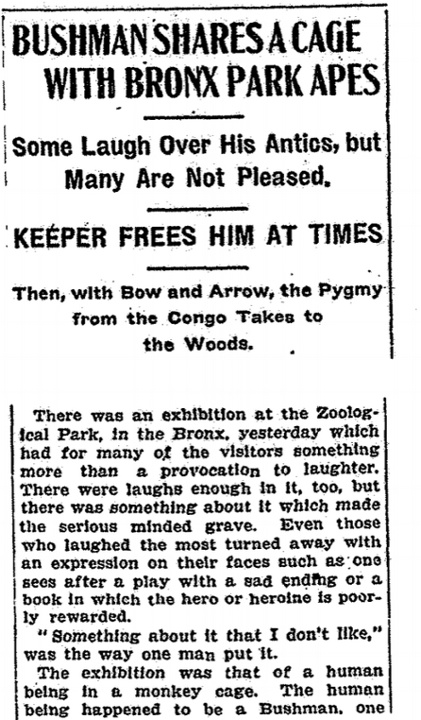 BUSHMAN SHARES A CAGE
WITH BRONX PARK APES
Some Laugh Over His Antics, but
Many Are Not Pleased.
KEEPER FREES HIM AT TIMES
Then, with Bow and Arrow, the Pygmy
from the Congo Takes to
the Woods.
There was an exhibition at the Zoolog-
ical Park, in the Bronx, yesterday which
had for many of the visitors something
more than a provocation to laughter.
There were laughs enough in it, too, but
there was something about it which made
the serious minded grave. Even those
who laughed the most turned away with
an expression on their faces such as one
sees after a play with a sad ending or a
book in which the hero or heroine is poor-
ly rewarded.
"Something about it that I don't like,"
was the way one man put it.
The exhibition was that of a human
being in a monkey cage. The human
being happened to be a Bushman, one